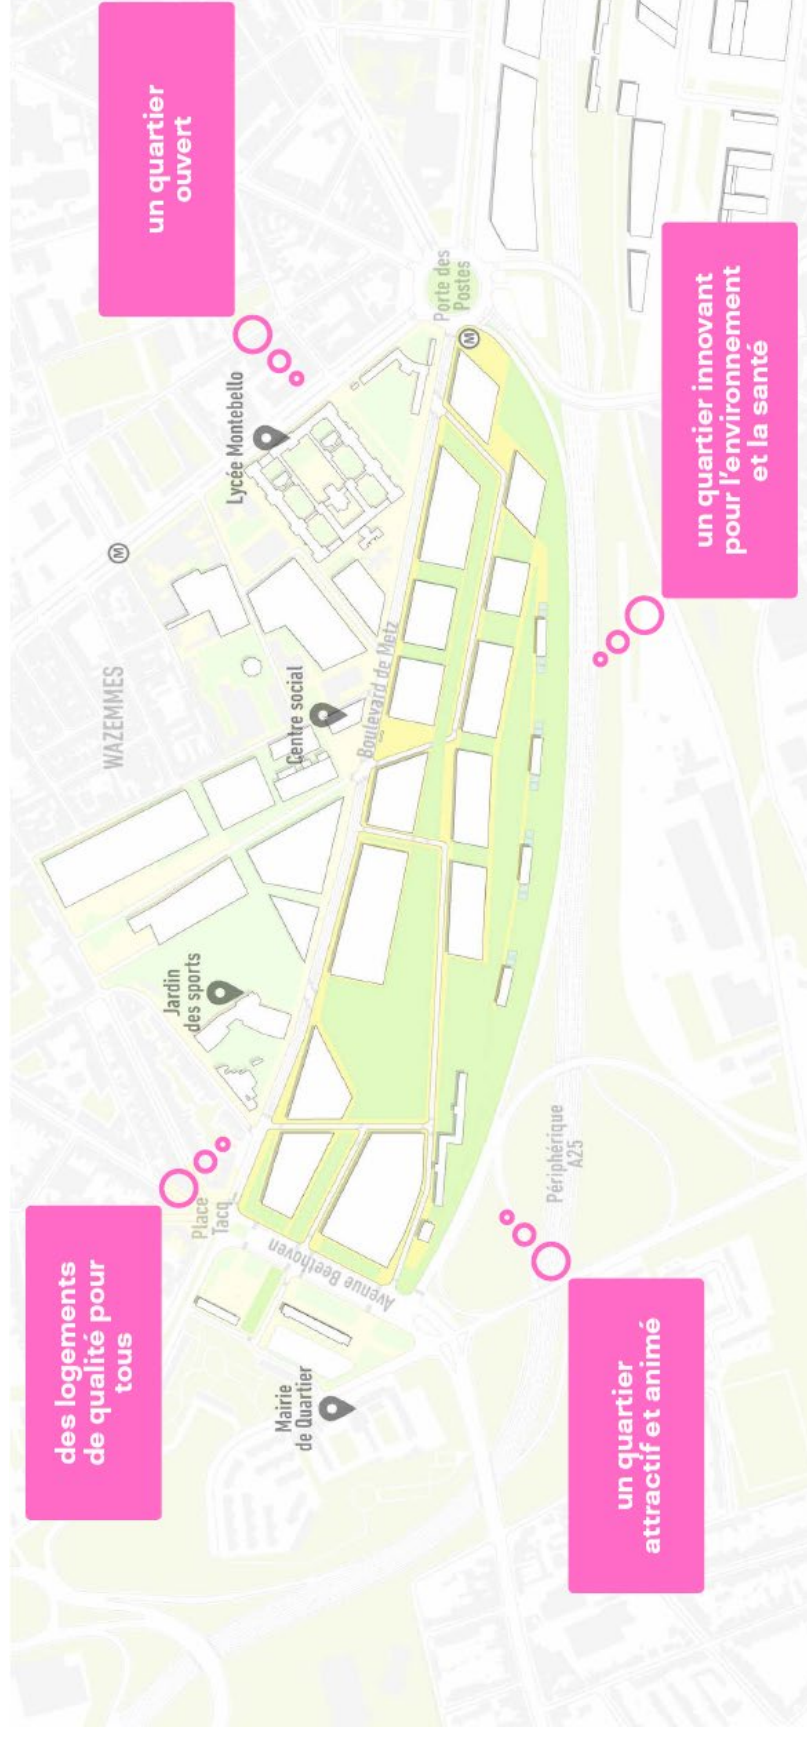 des logements
de qualité pour
tous
un quartier
ouvert
WAZEMMES
M
Jardin
des sports
Place
Tacq
Lycée Montebello
Centre social
Mairie
de Quartier
Avenue Beethoven
Boulevard de Metz
Porte des
Postes
M
Périphérique
A25
un quartier
attractif et animé
un quartier innovant
pour l'environnement
et la santé